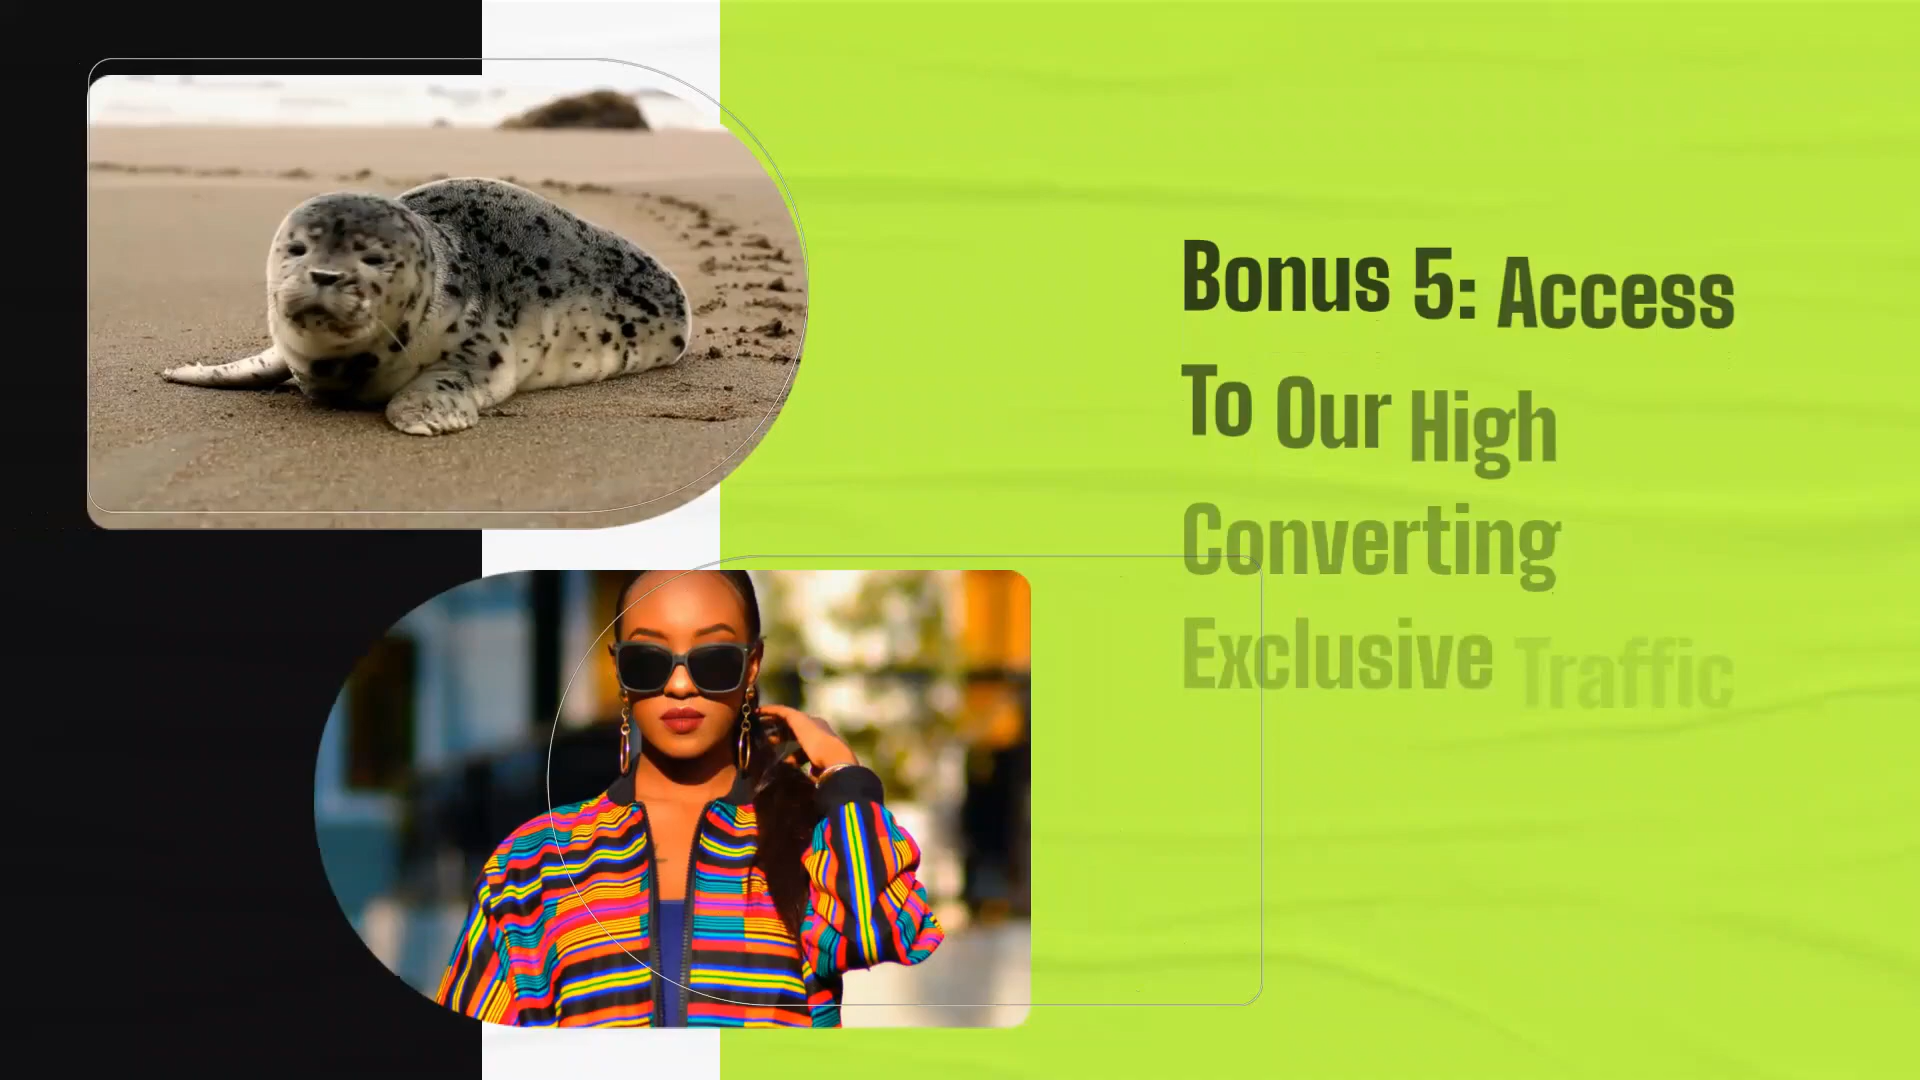 Bonus 5: Access
To Our High
Converting
Exclusive Traffic